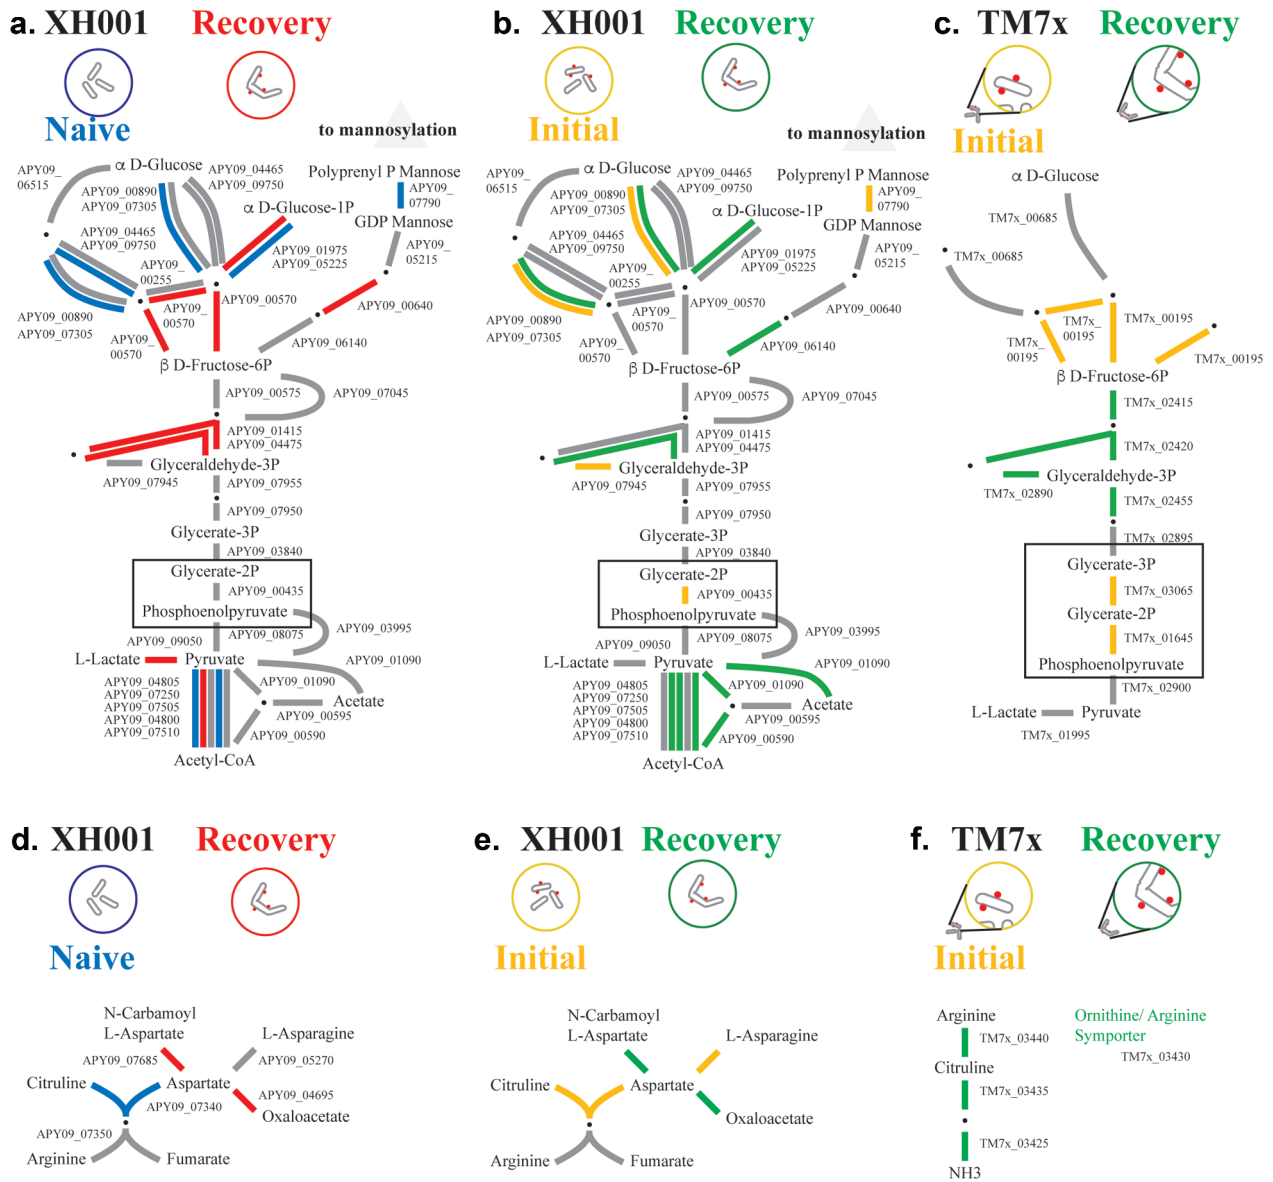 a. XH001 Recovery
Naive
to mannosylation
APY09_
06515
α D-Glucose
APY09_04465
APY09_09750
Polyprenyl P Mannose
APY09_00890
APY09_07305
APY09_
07790
α D-Glucose-1P
GDP Mannose
APY09_04465
APY09_09750
APY09_01975
APY09_05225
APY09_
05215
APY09_
00255
APY09_00570
APY09_00640
APY09_00890
APY09_07305
APY09_
00570
APY09_
00570
APY09_06140
β D-Fructose-6P
APY09_00575
APY09_07045
APY09_01415
APY09_04475
Glyceraldehyde-3P
APY09_07945
APY09_07955
APY09_07950
Glycerate-3P
APY09_03840
Glycerate-2P
APY09_00435
Phosphoenolpyruvate
APY09_09050
APY09_08075
APY09_03995
L-Lactate
Pyruvate
APY09_01090
APY09_04805
APY09_07250
APY09_07505
APY09_04800
APY09_07510
APY09_01090
Acetate
APY09_00595
APY09_00590
Acetyl-CoA
b. XH001 Recovery
Initial
to mannosylation
APY09_
06515
α D-Glucose
APY09_04465
APY09_09750
Polyprenyl P Mannose
APY09_00890
APY09_07305
APY09_
07790
α D-Glucose-1P
GDP Mannose
APY09_04465
APY09_09750
APY09_01975
APY09_05225
APY09_
05215
APY09_
00255
APY09_00570
APY09_00640
APY09_00890
APY09_07305
APY09_
00570
APY09_
00570
APY09_06140
β D-Fructose-6P
APY09_00575
APY09_07045
APY09_01415
APY09_04475
Glyceraldehyde-3P
APY09_07945
APY09_07955
APY09_07950
Glycerate-3P
APY09_03840
Glycerate-2P
APY09_00435
Phosphoenolpyruvate
APY09_09050
APY09_08075
APY09_03995
L-Lactate
Pyruvate
APY09_01090
APY09_04805
APY09_07250
APY09_07505
APY09_04800
APY09_07510
APY09_01090
Acetate
APY09_00595
APY09_00590
Acetyl-CoA
c. TM7x Recovery
Initial
α D-Glucose
TM7x_00685
TM7x_00685
TM7x_
00195
TM7x_00195
TM7x_
00195
TM7x_00195
β D-Fructose-6P
TM7x_02415
TM7x_02420
Glyceraldehyde-3P
TM7x_02890
TM7x_02455
TM7x_02895
Glycerate-3P
TM7x_03065
Glycerate-2P
TM7x_01645
Phosphoenolpyruvate
TM7x_02900
L-Lactate
Pyruvate
TM7x_01995
d. XH001 Recovery
Naive
N-Carbamoyl
L-Aspartate
L-Asparagine
APY09_07685
APY09_05270
Citruline
Aspartate
APY09_04695
APY09_07340
Oxaloacetate
APY09_07350
Arginine
Fumarate
e. XH001 Recovery
Initial
N-Carbamoyl
L-Aspartate
L-Asparagine
Citruline
Aspartate
Oxaloacetate
Arginine
Fumarate
f. TM7x Recovery
Initial
Arginine
TM7x_03440
Citruline
TM7x_03435
TM7x_03425
NH3
Ornithine/ Arginine
Symporter
TM7x_03430